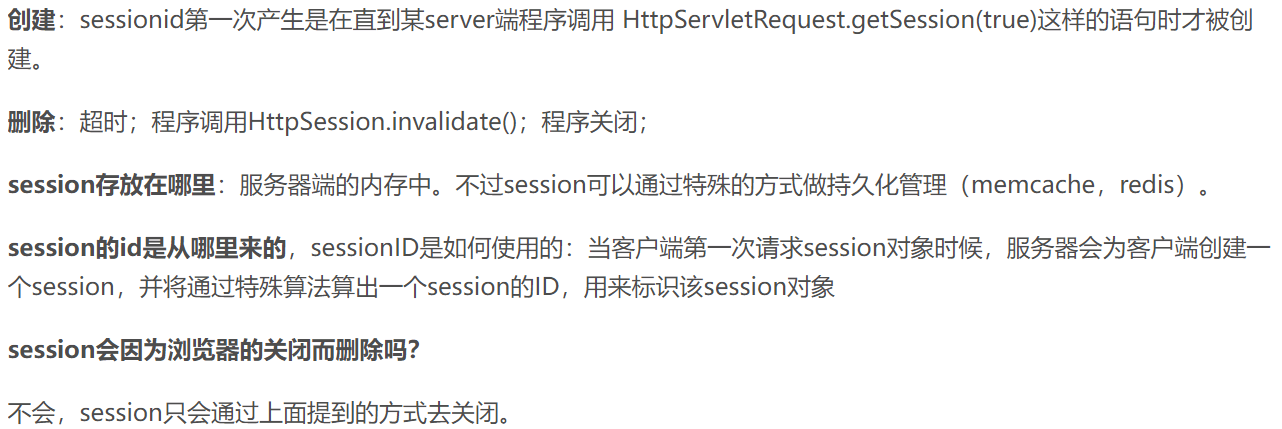 创建：sessionid第一次产生是在直到某server端程序调用 HttpServletRequest.getSession(true)这样的语句时才被创
建。
删除：超时；程序调用HttpSession.invalidate()；程序关闭；
session存放在哪里：服务器端的内存中。不过session可以通过特殊的方式做持久化管理（memcache，redis）。
session的id是从哪里来的，sessionID是如何使用的：当客户端第一次请求session对象时候，服务器会为客户端创建一
个session，并将通过特殊算法算出一个session的ID，用来标识该session对象
session会因为浏览器的关闭而删除吗？
不会，session只会通过上面提到的方式去关闭。